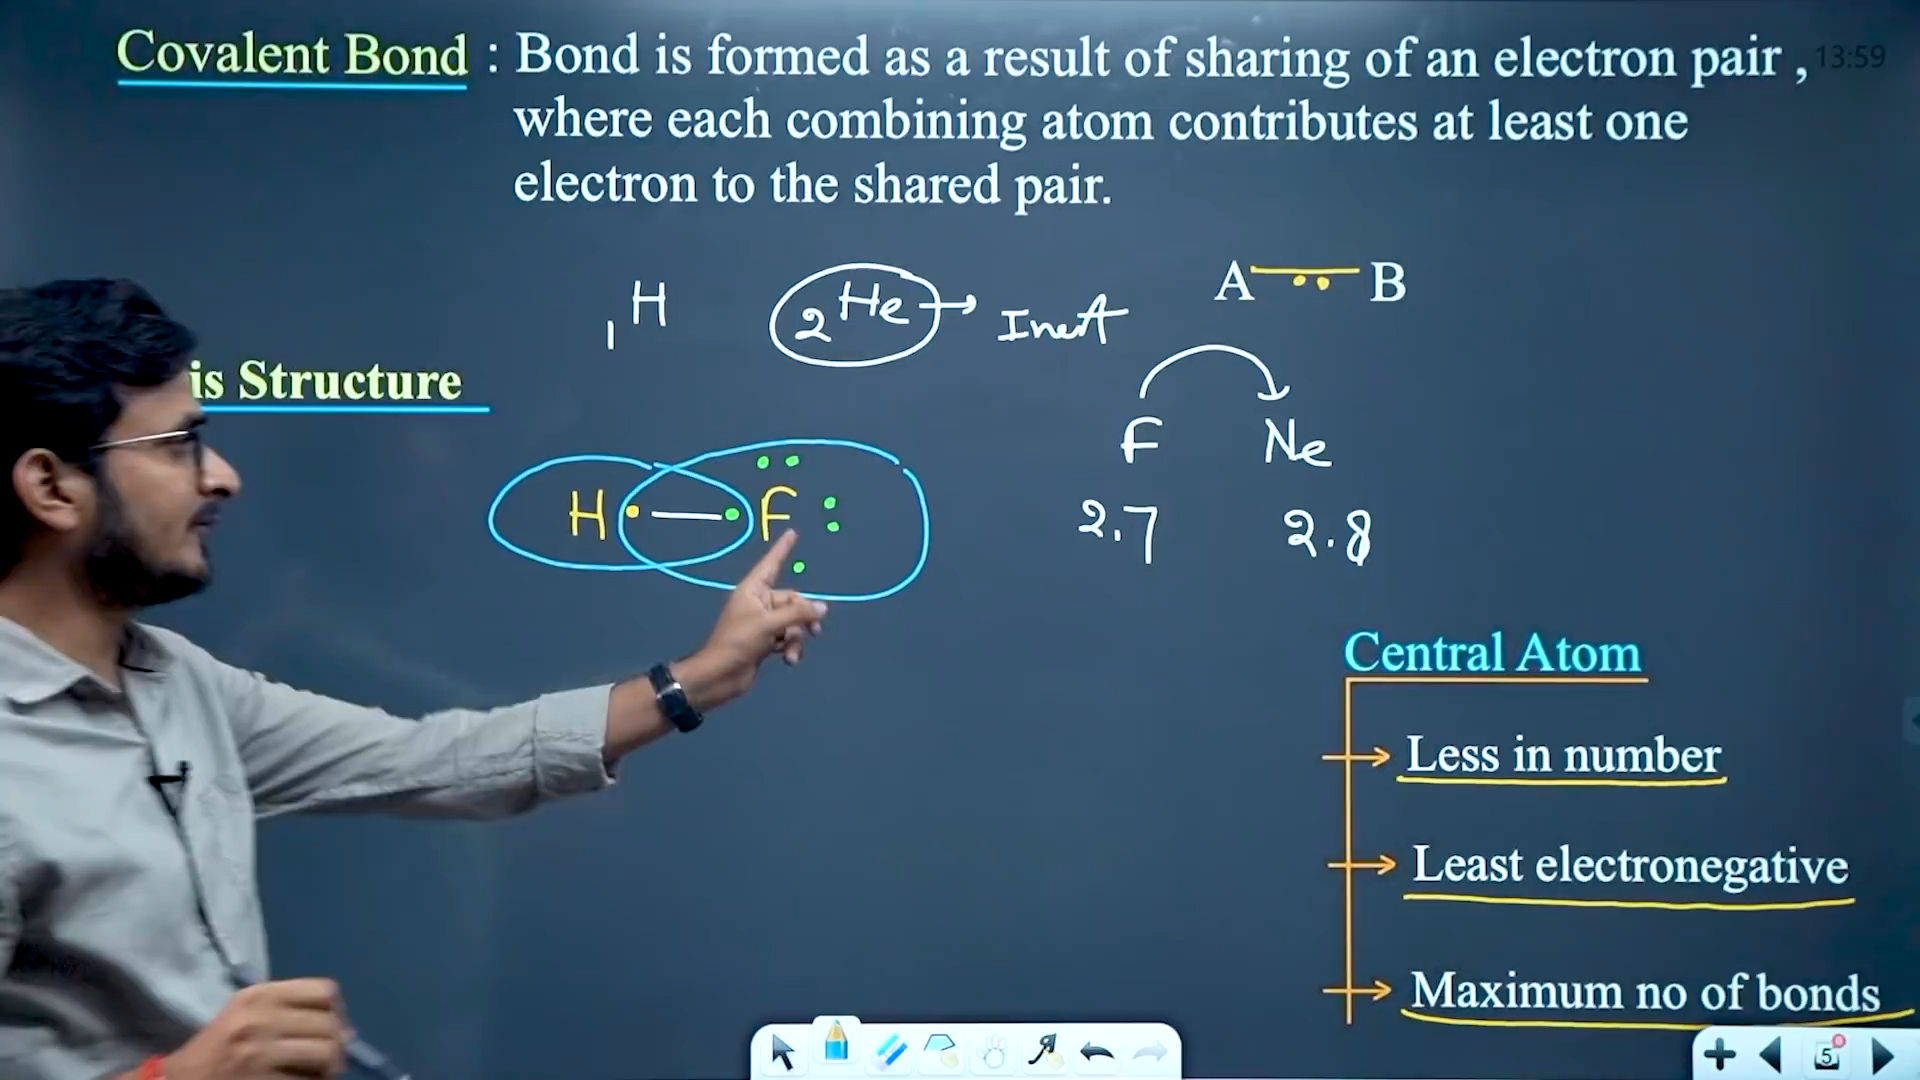 Covalent Bond : Bond is formed as a result of sharing of an electron pair ,
13:59
where each combining atom contributes at least one
electron to the shared pair.
₁H
₂He → Inert
A B
is Structure
F Ne
H F
2.7 2.8
Central Atom
Less in number
Least electronegative
Maximum no of bonds
5